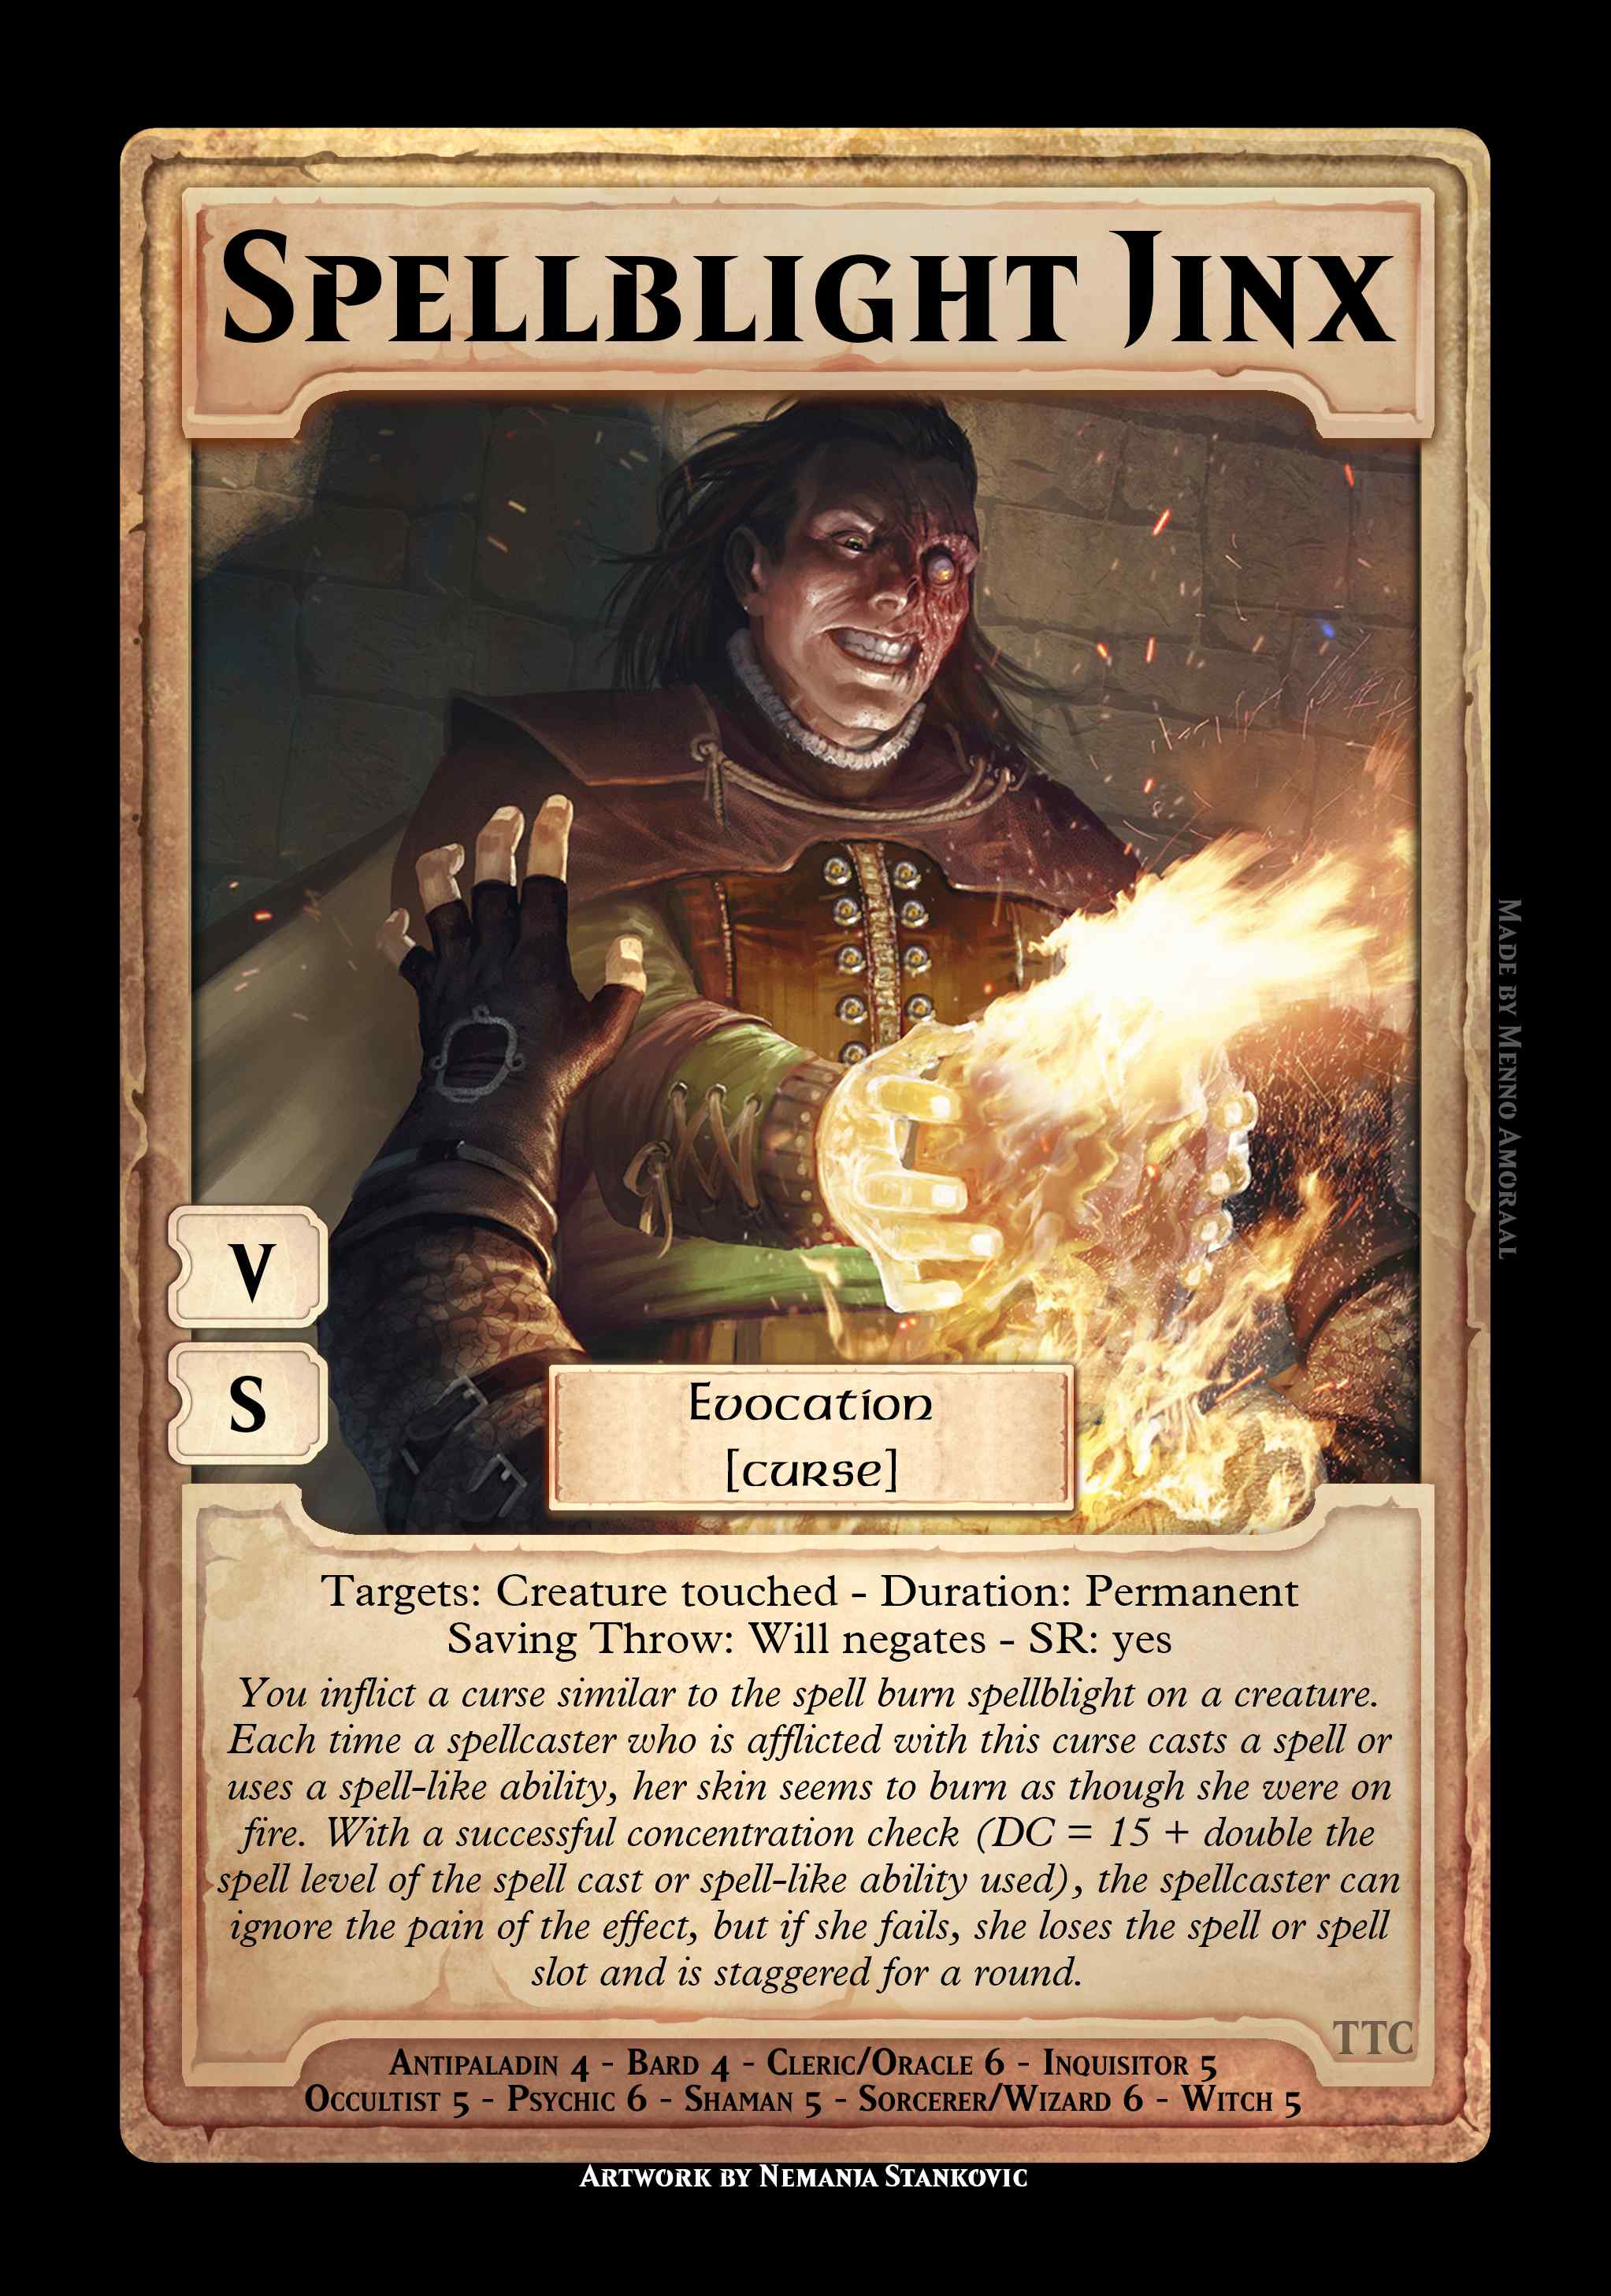 Spellblight Jinx
V
S
Evocation
[curse]
Targets: Creature touched - Duration: Permanent
Saving Throw: Will negates - SR: yes
You inflict a curse similar to the spell burn spellblight on a creature.
Each time a spellcaster who is afflicted with this curse casts a spell or
uses a spell-like ability, her skin seems to burn as though she were on
fire. With a successful concentration check (DC = 15 + double the
spell level of the spell cast or spell-like ability used), the spellcaster can
ignore the pain of the effect, but if she fails, she loses the spell or spell
slot and is staggered for a round.
TTC
Antipaladin 4 - Bard 4 - Cleric/Oracle 6 - Inquisitor 5
Occultist 5 - Psychic 6 - Shaman 5 - Sorcerer/Wizard 6 - Witch 5
Artwork by Nemanja Stankovic
Made by Menno Amoraal